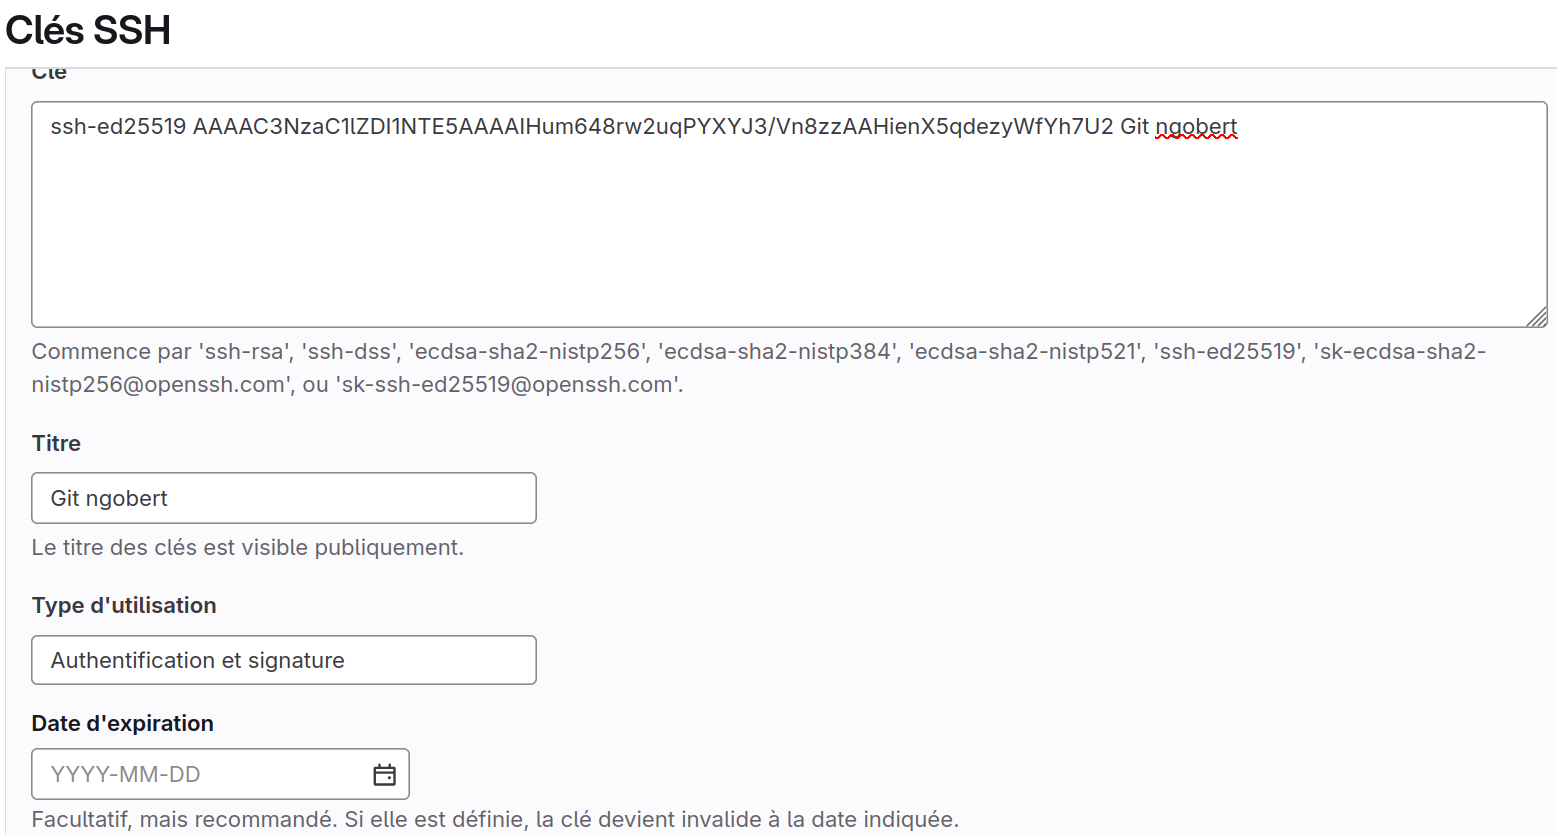 Clés SSH
Clé
ssh-ed25519 AAAAC3NzaC1lZDI1NTE5AAAAIHum648rw2uqPYXYJ3/Vn8zzAAHienX5qdezyWfYh7U2 Git ngobert
Commence par 'ssh-rsa', 'ssh-dss', 'ecdsa-sha2-nistp256', 'ecdsa-sha2-nistp384', 'ecdsa-sha2-nistp521', 'ssh-ed25519', 'sk-ecdsa-sha2-
nistp256@openssh.com', ou 'sk-ssh-ed25519@openssh.com'.
Titre
Git ngobert
Le titre des clés est visible publiquement.
Type d'utilisation
Authentification et signature
Date d'expiration
YYYY-MM-DD
Facultatif, mais recommandé. Si elle est définie, la clé devient invalide à la date indiquée.